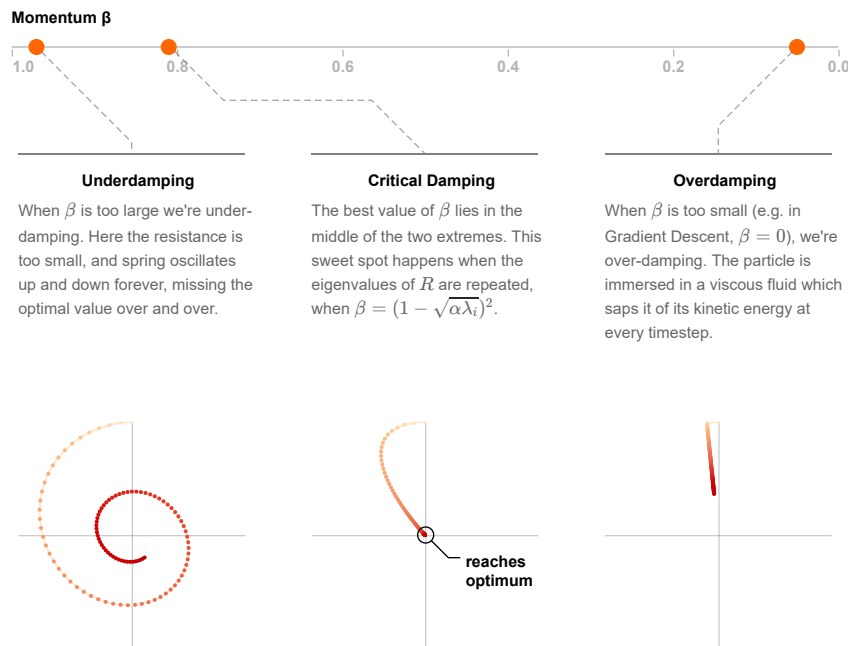 Momentum β
1.0 0.8 0.6 0.4 0.2 0.0
Underdamping
When β is too large we're under-
damping. Here the resistance is
too small, and spring oscillates
up and down forever, missing the
optimal value over and over.
Critical Damping
The best value of β lies in the
middle of the two extremes. This
sweet spot happens when the
eigenvalues of R are repeated,
when β = (1 − √αλᵢ)².
Overdamping
When β is too small (e.g. in
Gradient Descent, β = 0), we're
over-damping. The particle is
immersed in a viscous fluid which
saps it of its kinetic energy at
every timestep.
reaches
optimum